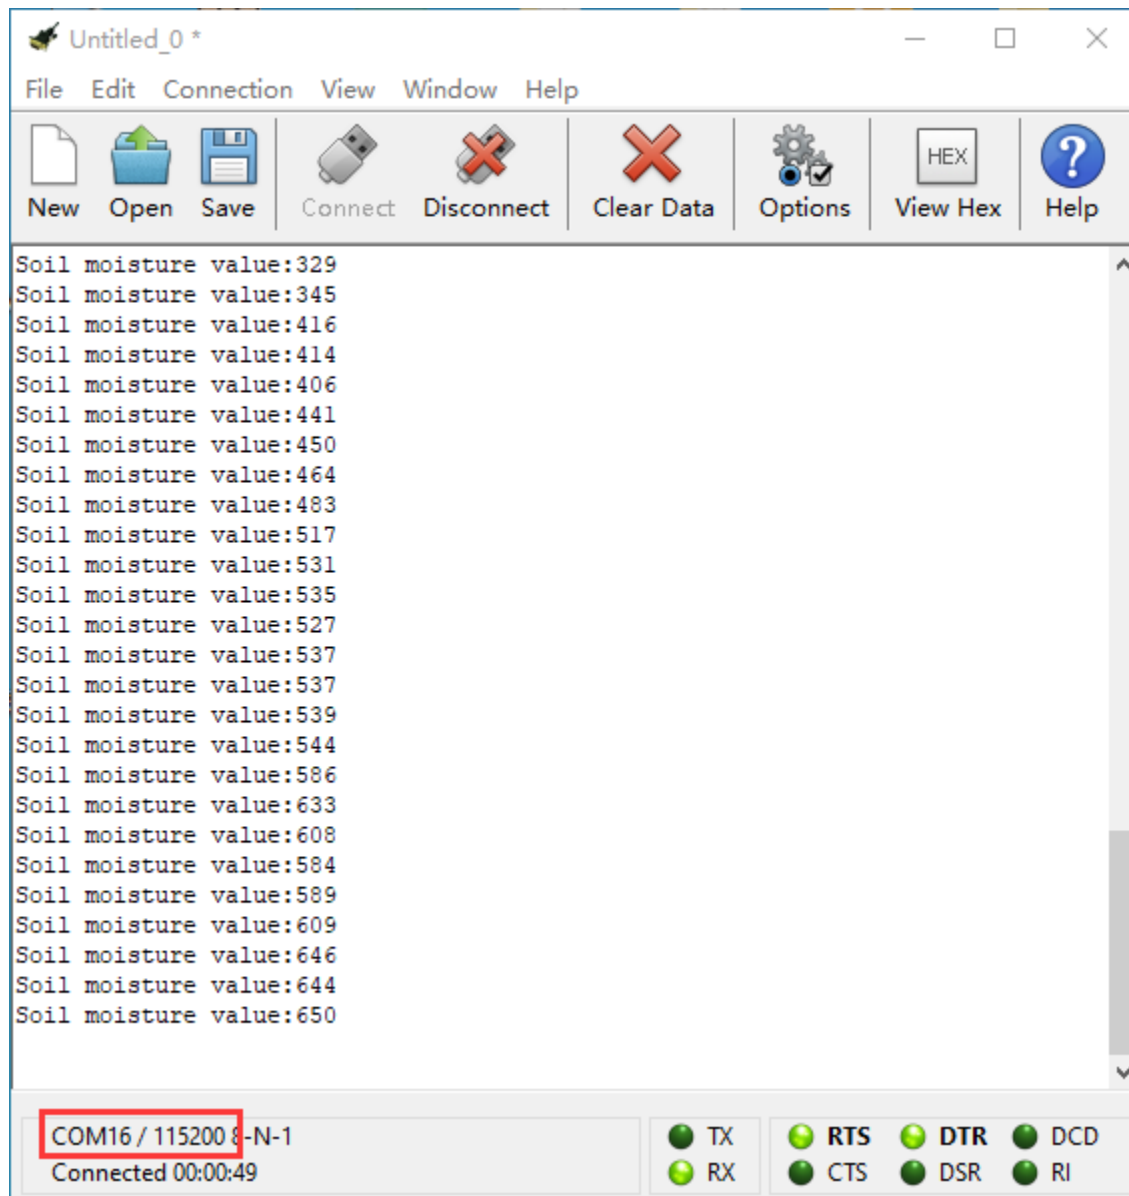 Untitled_0 *
File Edit Connection View Window Help
New Open Save Connect Disconnect Clear Data Options HEX View Hex ? Help
Soil moisture value:329
Soil moisture value:345
Soil moisture value:416
Soil moisture value:414
Soil moisture value:406
Soil moisture value:441
Soil moisture value:450
Soil moisture value:464
Soil moisture value:483
Soil moisture value:517
Soil moisture value:531
Soil moisture value:535
Soil moisture value:527
Soil moisture value:537
Soil moisture value:537
Soil moisture value:539
Soil moisture value:544
Soil moisture value:586
Soil moisture value:633
Soil moisture value:608
Soil moisture value:584
Soil moisture value:589
Soil moisture value:609
Soil moisture value:646
Soil moisture value:644
Soil moisture value:650
COM16 / 115200 8-N-1 TX RTS DTR DCD
Connected 00:00:49 RX CTS DSR RI